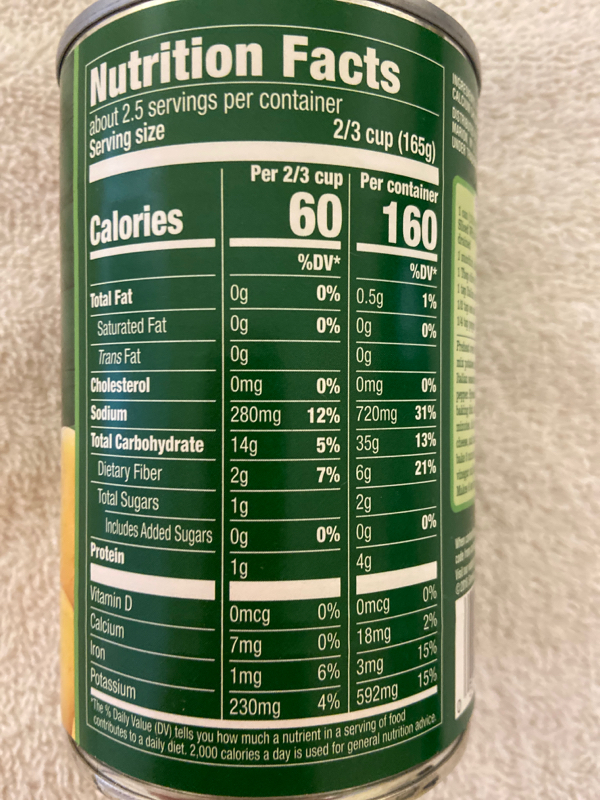 Nutrition Facts
about 2.5 servings per container
Serving size 2/3 cup (165g)
Per 2/3 cup Per container
Calories 60 160
%DV* %DV*
Total Fat 0g 0% 0.5g 1%
Saturated Fat 0g 0% 0g 0%
Trans Fat 0g 0g
Cholesterol 0mg 0% 0mg 0%
Sodium 280mg 12% 720mg 31%
Total Carbohydrate 14g 5% 35g 13%
Dietary Fiber 2g 7% 6g 21%
Total Sugars 1g 2g
Includes Added Sugars 0g 0% 0g 0%
Protein 1g 4g
Vitamin D 0mcg 0% 0mcg 0%
Calcium 7mg 0% 18mg 2%
Iron 1mg 6% 3mg 15%
Potassium 230mg 4% 592mg 15%
*The % Daily Value (DV) tells you how much a nutrient in a serving of food
contributes to a daily diet. 2,000 calories a day is used for general nutrition advice.